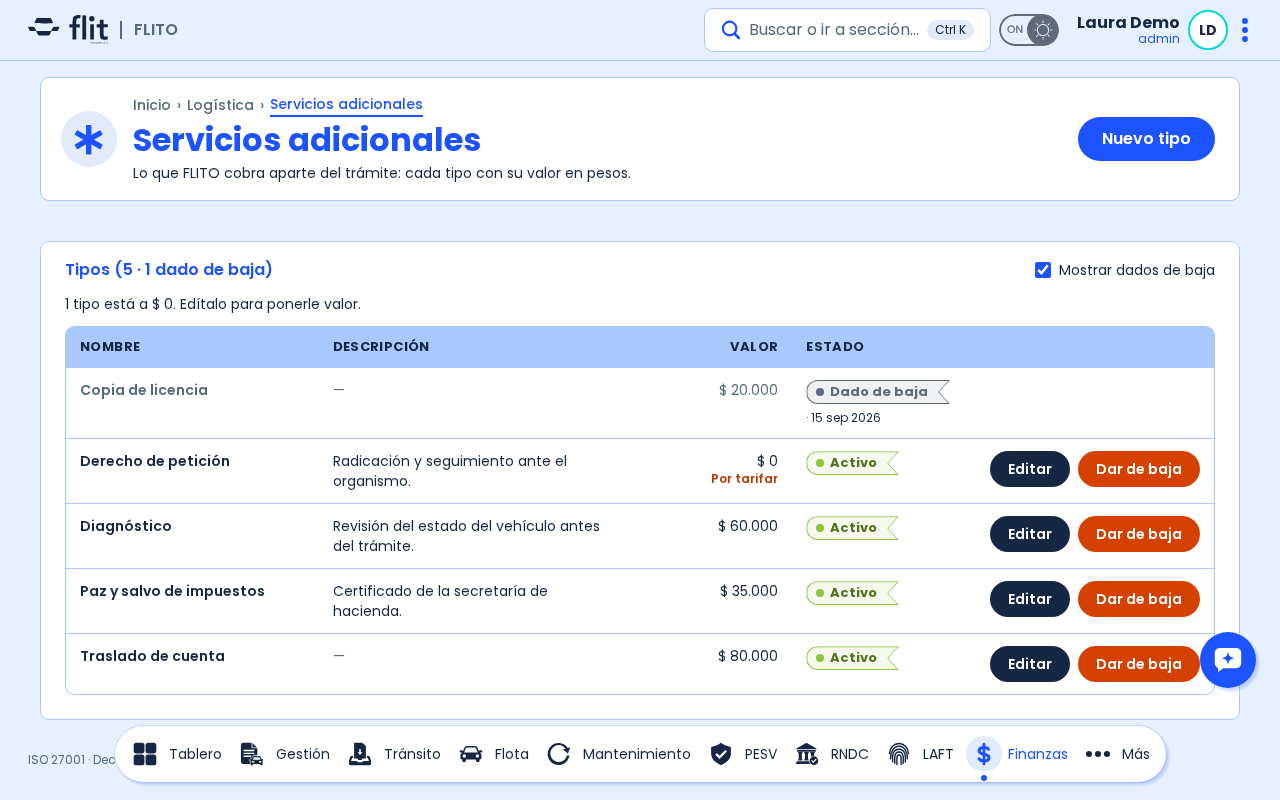 flit | FLITO
Buscar o ir a sección... Ctrl K
ON
Laura Demo
admin
LD
Inicio › Logística › Servicios adicionales
Servicios adicionales
Lo que FLITO cobra aparte del trámite: cada tipo con su valor en pesos.
Nuevo tipo
Tipos (5 · 1 dado de baja)
Mostrar dados de baja
1 tipo está a $ 0. Edítalo para ponerle valor.
NOMBRE DESCRIPCIÓN VALOR ESTADO
Copia de licencia — $ 20.000 Dado de baja
· 15 sep 2026
Derecho de petición Radicación y seguimiento ante el organismo. $ 0 Por tarifar Activo Editar Dar de baja
Diagnóstico Revisión del estado del vehículo antes del trámite. $ 60.000 Activo Editar Dar de baja
Paz y salvo de impuestos Certificado de la secretaría de hacienda. $ 35.000 Activo Editar Dar de baja
Traslado de cuenta — $ 80.000 Activo Editar Dar de baja
ISO 27001 · Dec
Tablero Gestión Tránsito Flota Mantenimiento PESV RNDC LAFT Finanzas Más